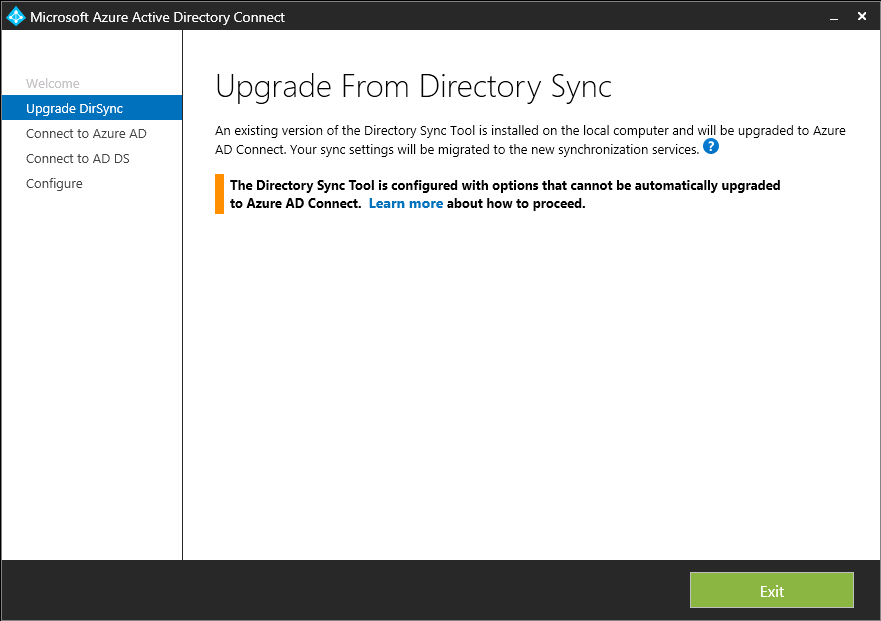 Microsoft Azure Active Directory Connect
Welcome
Upgrade DirSync
Connect to Azure AD
Connect to AD DS
Configure
Upgrade From Directory Sync
An existing version of the Directory Sync Tool is installed on the local computer and will be upgraded to Azure
AD Connect. Your sync settings will be migrated to the new synchronization services. ?
The Directory Sync Tool is configured with options that cannot be automatically upgraded
to Azure AD Connect. Learn more about how to proceed.
Exit